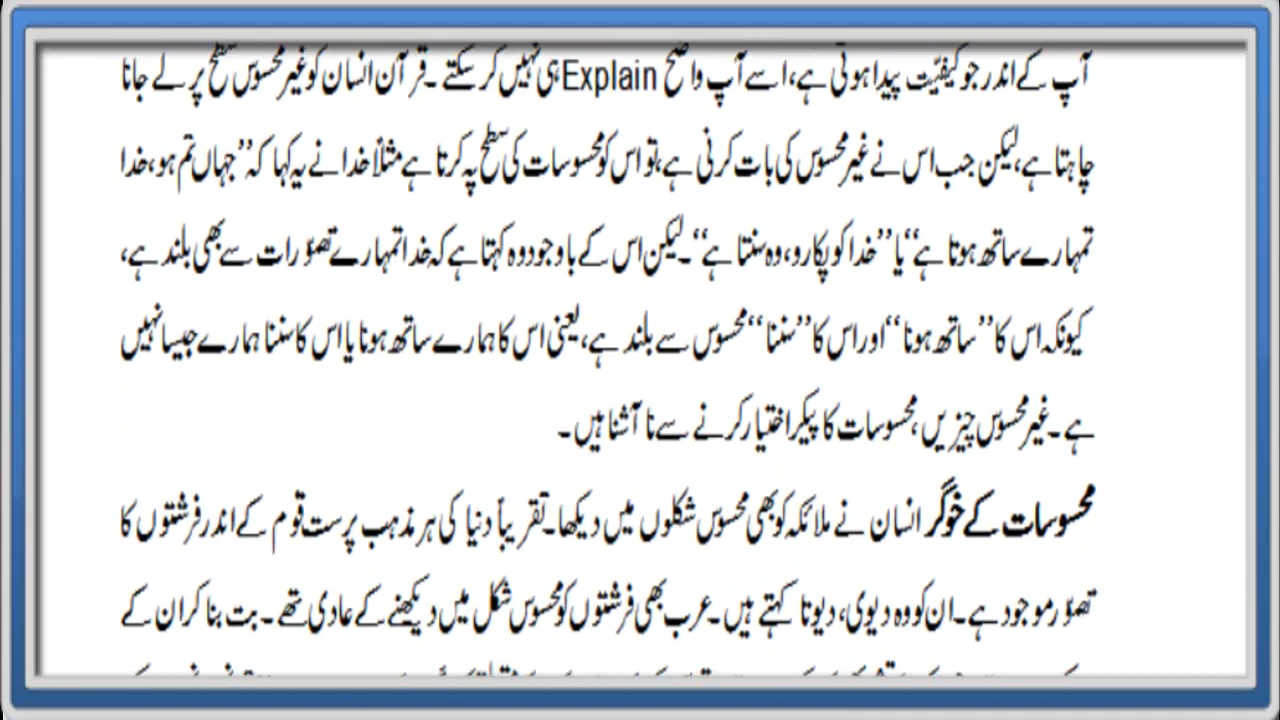 آپ کے اندر جو کیفیّت پیدا ہوتی ہے، اسے آپ واضح Explain ہی نہیں کر سکتے۔ قرآن انسان کو غیر محسوس سطح پر لے جانا
چاہتا ہے، لیکن جب اس نے غیر محسوس کی بات کرنی ہے، تو اس کو محسوسات کی سطح پہ کرتا ہے مثلاً خدا نے یہ کہا کہ ’’جہاں تم ہو، خدا
تمہارے ساتھ ہوتا ہے‘‘ یا ’’خدا کو پکارو، وہ سنتا ہے‘‘۔ لیکن اس کے باوجود وہ کہتا ہے کہ خدا تمہارے تصوّرات سے بھی بلند ہے،
کیونکہ اس کا ’’ساتھ ہونا‘‘ اور اس کا ’’سننا‘‘ محسوس سے بلند ہے، یعنی اس کا ہمارے ساتھ ہونا یا اس کا سننا ہمارے جیسا نہیں
ہے۔ غیر محسوس چیزیں، محسوسات کا پیکر اختیار کرنے سے نا آشنا ہیں۔
محسوسات کے خوگر انسان نے ملائکہ کو بھی محسوس شکلوں میں دیکھا۔ تقریباً دنیا کی ہر مذہب پرست قوم کے اندر فرشتوں کا
تصوّر موجود ہے۔ ان کو وہ دیوی، دیوتا کہتے ہیں۔ عرب بھی فرشتوں کو محسوس شکل میں دیکھنے کے عادی تھے۔ بت بنا کر ان کے